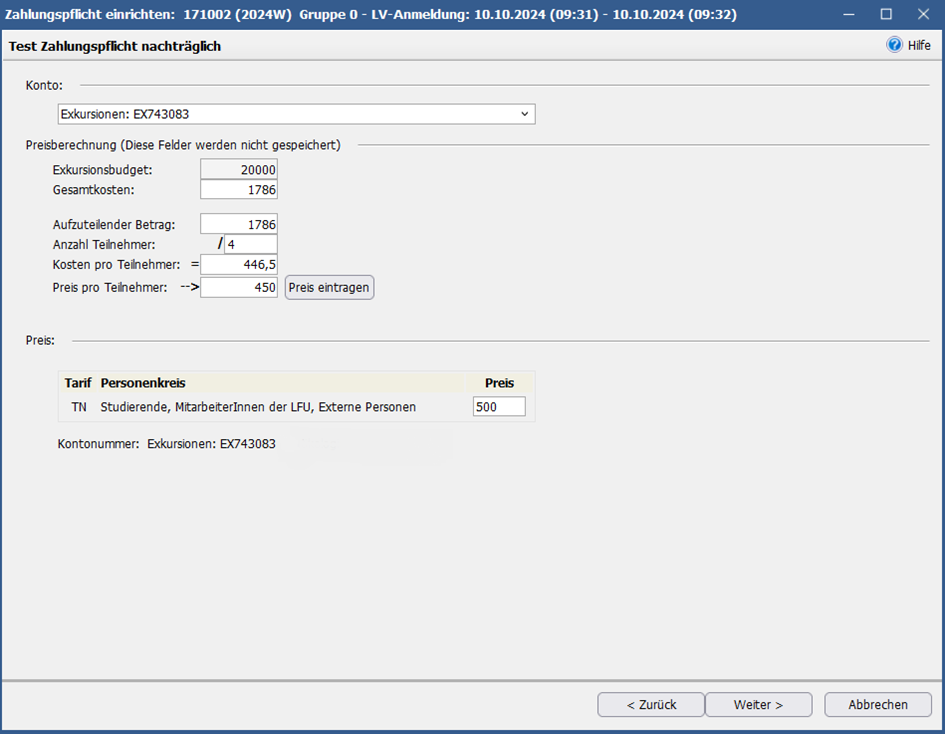 Zahlungspflicht einrichten: 171002 (2024W) Gruppe 0 - LV-Anmeldung: 10.10.2024 (09:31) - 10.10.2024 (09:32)
Test Zahlungspflicht nachträglich Hilfe
Konto:
Exkursionen: EX743083
Preisberechnung (Diese Felder werden nicht gespeichert)
Exkursionsbudget: 20000
Gesamtkosten: 1786
Aufzuteilender Betrag: 1786
Anzahl Teilnehmer: / 4
Kosten pro Teilnehmer: = 446,5
Preis pro Teilnehmer: --> 450 Preis eintragen
Preis:
Tarif Personenkreis Preis
TN Studierende, MitarbeiterInnen der LFU, Externe Personen 500
Kontonummer: Exkursionen: EX743083
< Zurück Weiter > Abbrechen